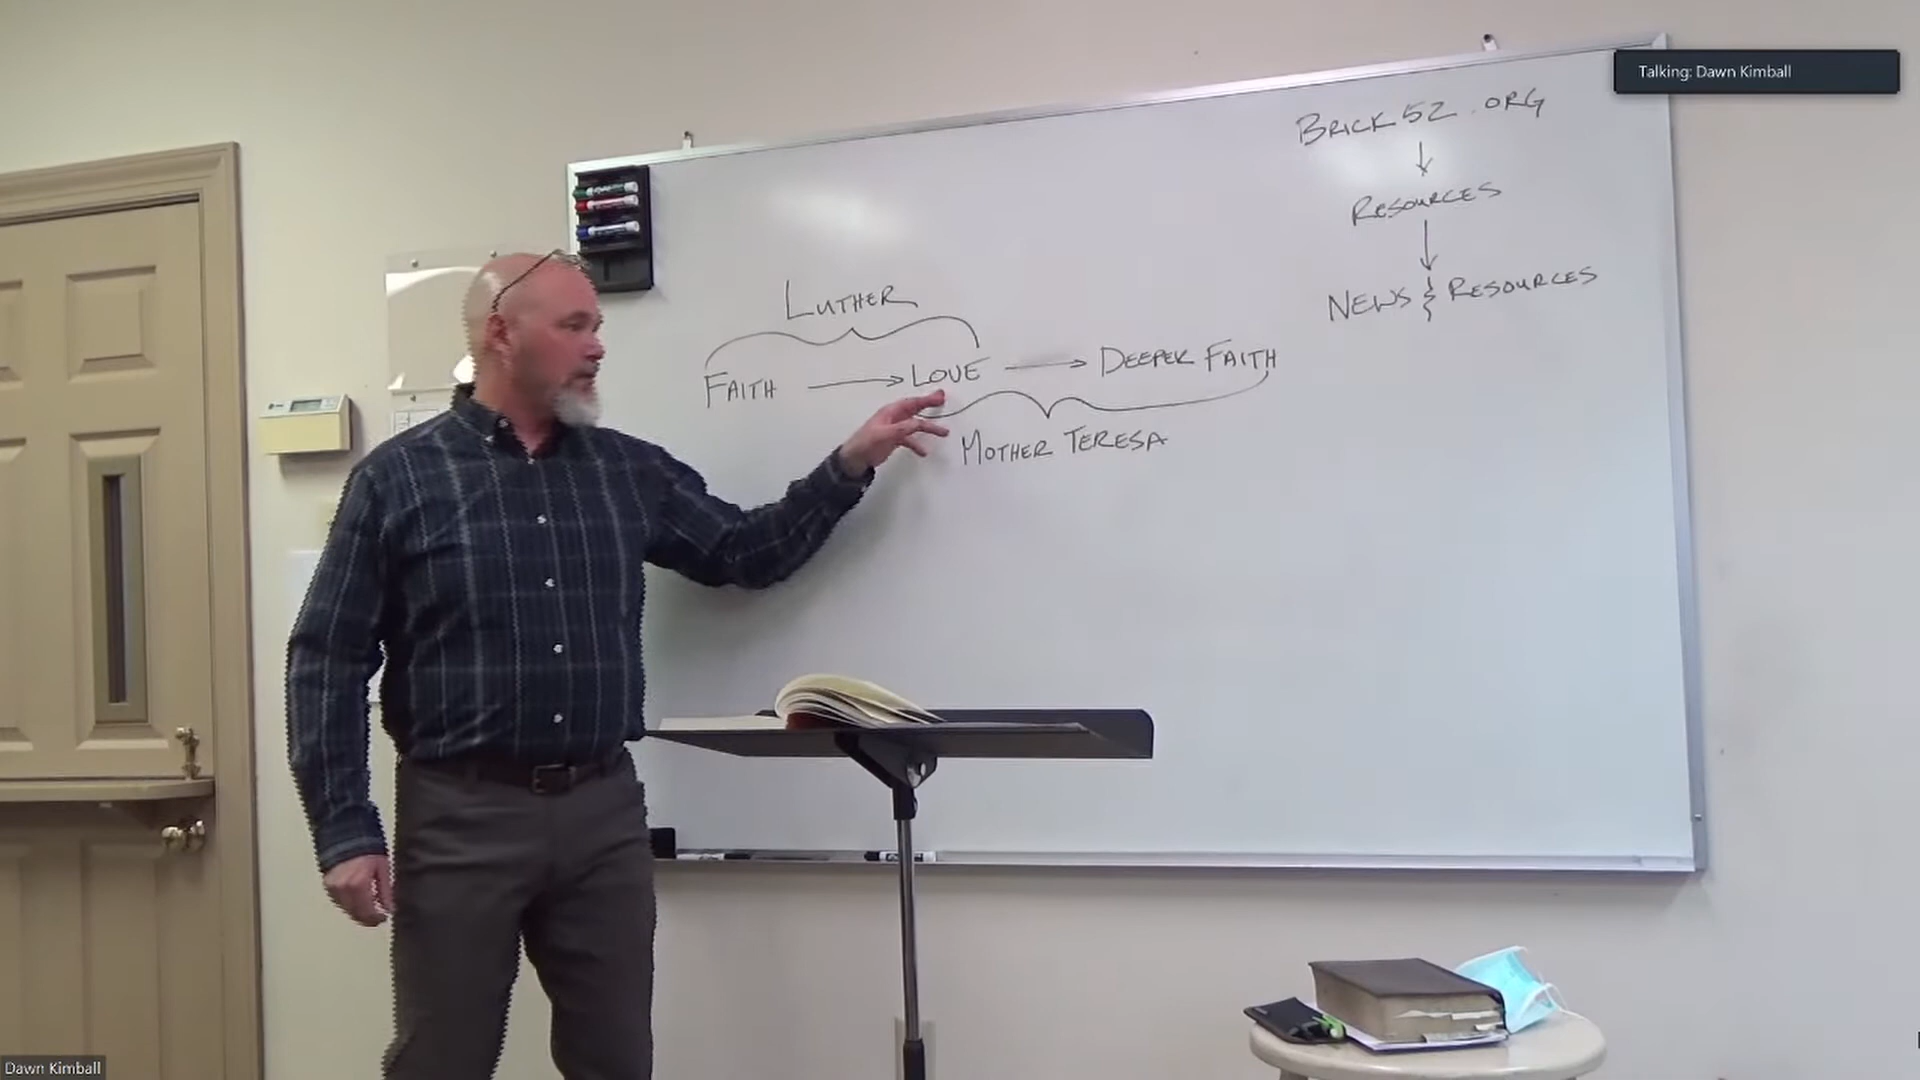 Talking: Dawn Kimball
BRICK52.ORG
RESOURCES
NEWS & RESOURCES
LUTHER
FAITH → LOVE → DEEPER FAITH
MOTHER TERESA
Dawn Kimball